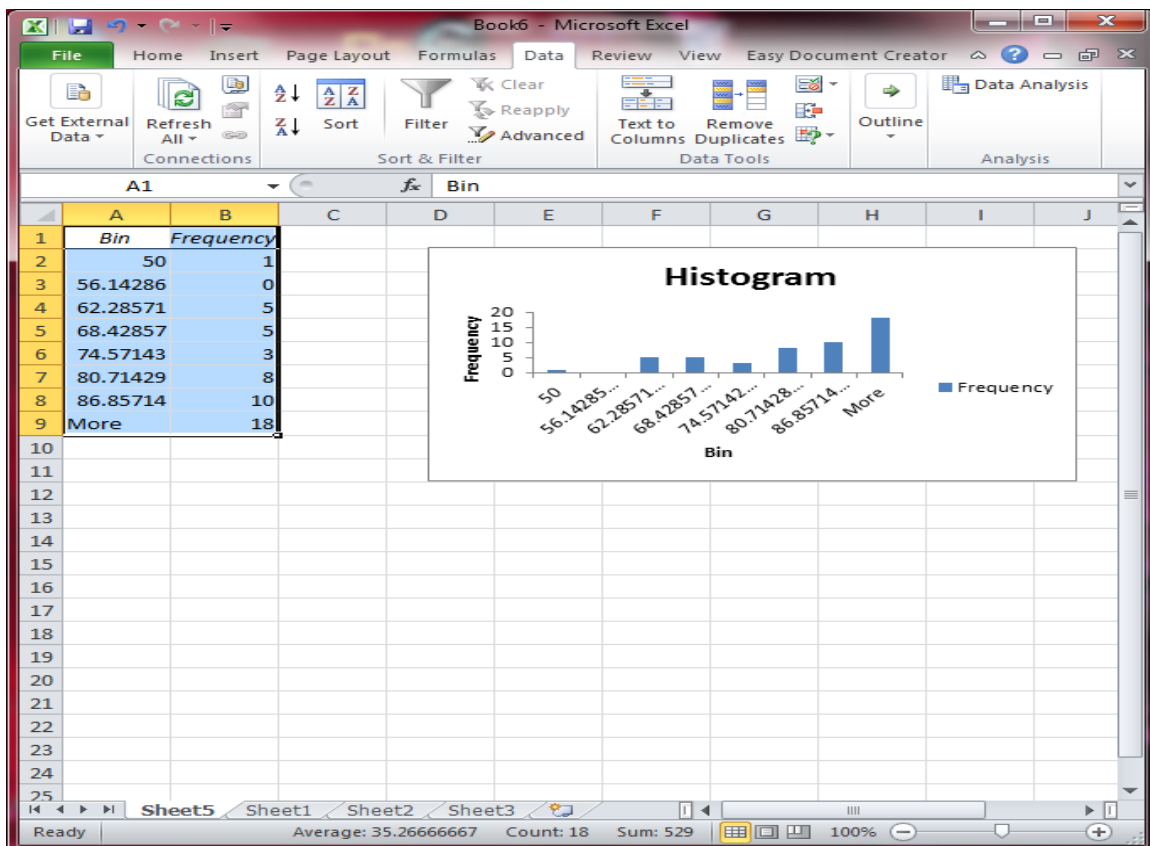 Book6 - Microsoft Excel
File Home Insert Page Layout Formulas Data Review View Easy Document Creator
Get External Data
Refresh All
Connections
Sort
Filter
Clear
Reapply
Advanced
Sort & Filter
Text to Columns
Remove Duplicates
Data Tools
Outline
Data Analysis
Analysis
A1 fx Bin
A B C D E F G H I J
1 Bin Frequency
2 50 1
3 56.14286 0
4 62.28571 5
5 68.42857 5
6 74.57143 3
7 80.71429 8
8 86.85714 10
9 More 18
10
11
12
13
14
15
16
17
18
19
20
21
22
23
24
25
Histogram
Frequency
20
15
10
5
0
50 56.14285... 62.28571... 68.42857... 74.57142... 80.71428... 86.85714... More
Bin
Frequency
Sheet5 Sheet1 Sheet2 Sheet3
Ready Average: 35.26666667 Count: 18 Sum: 529 100%